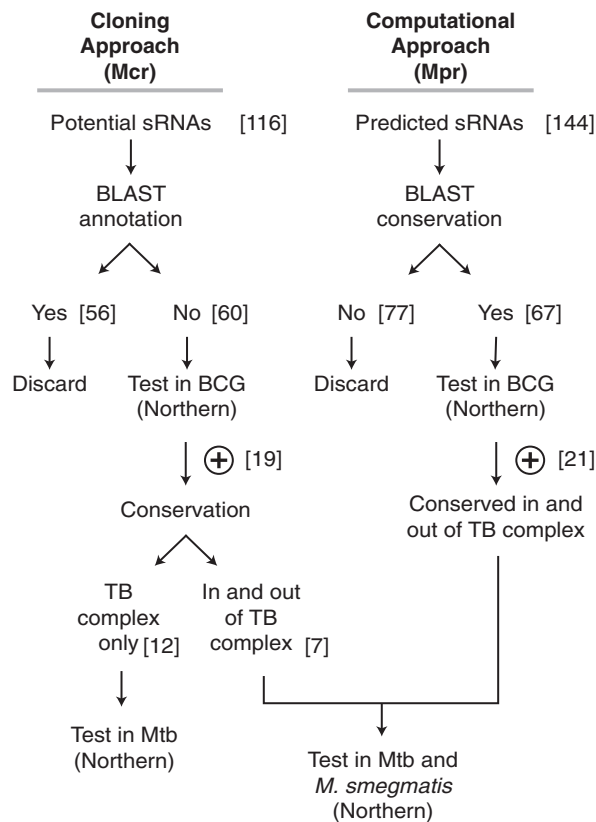 Cloning
Approach
(Mcr)
Computational
Approach
(Mpr)
Potential sRNAs [116]
Predicted sRNAs [144]
BLAST
annotation
BLAST
conservation
Yes [56]
No [60]
No [77]
Yes [67]
Discard
Test in BCG
(Northern)
Discard
Test in BCG
(Northern)
+ [19]
+ [21]
Conservation
Conserved in and
out of TB complex
TB
complex
only [12]
In and out
of TB
complex [7]
Test in Mtb
(Northern)
Test in Mtb and
M. smegmatis
(Northern)